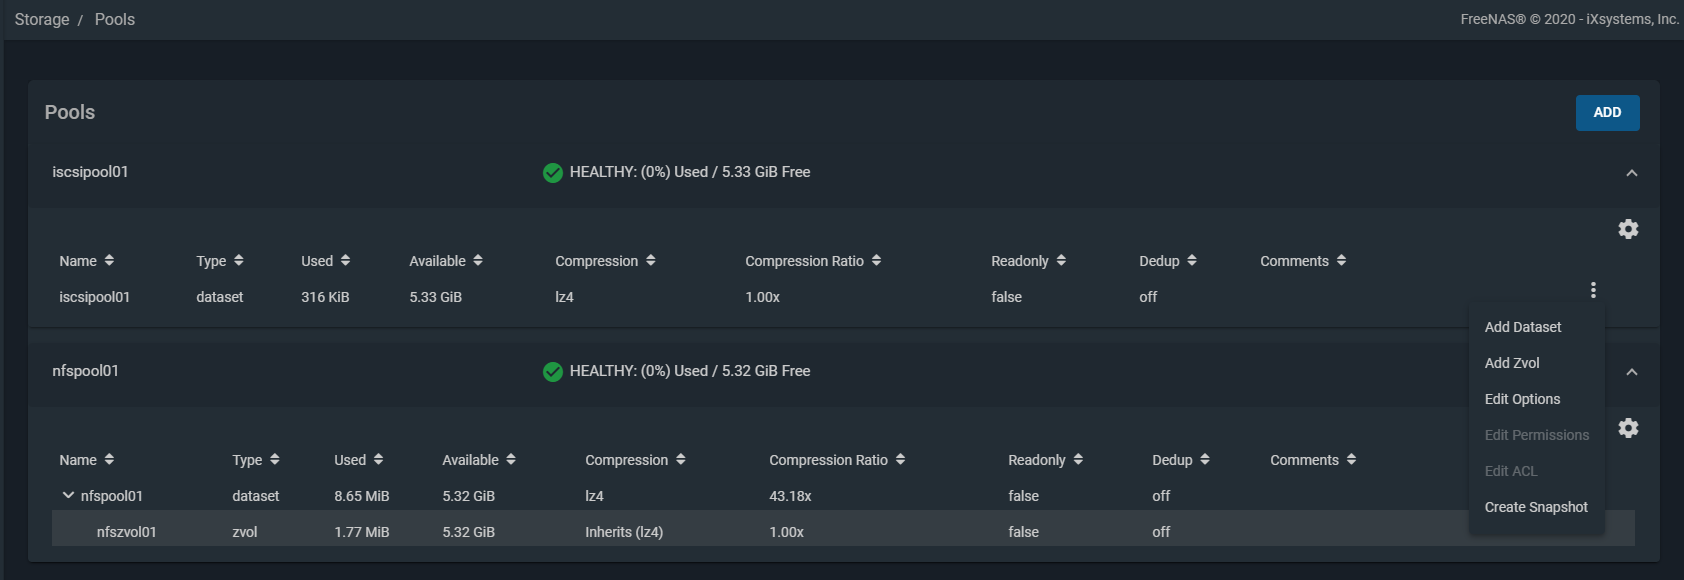 Storage / Pools FreeNAS® © 2020 - iXsystems, Inc.
Pools ADD
iscsipool01 HEALTHY: (0%) Used / 5.33 GiB Free
Name Type Used Available Compression Compression Ratio Readonly Dedup Comments
iscsipool01 dataset 316 KiB 5.33 GiB lz4 1.00x false off
Add Dataset
Add Zvol
Edit Options
Edit Permissions
Edit ACL
Create Snapshot
nfspool01 HEALTHY: (0%) Used / 5.32 GiB Free
Name Type Used Available Compression Compression Ratio Readonly Dedup Comments
nfspool01 dataset 8.65 MiB 5.32 GiB lz4 43.18x false off
nfszvol01 zvol 1.77 MiB 5.32 GiB Inherits (lz4) 1.00x false off